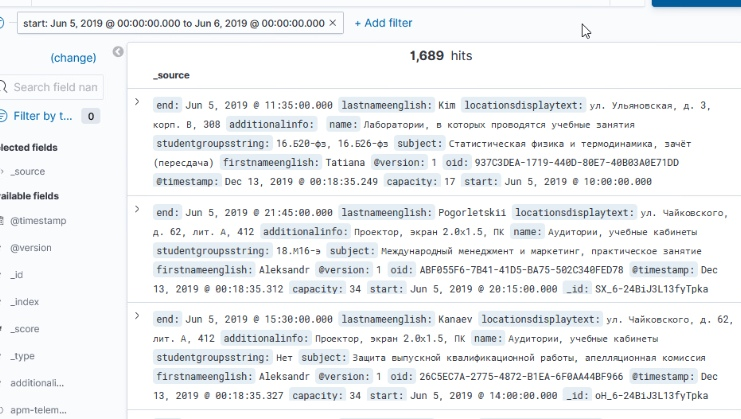 start: Jun 5, 2019 @ 00:00:00.000 to Jun 6, 2019 @ 00:00:00.000 × + Add filter
(change)
Search field nan
Filter by t... 0
lected fields
_source
ailable fields
@timestamp
@version
_id
_index
_score
_type
additionali...
apm-telem...
1,689 hits
_source
end: Jun 5, 2019 @ 11:35:00.000 lastnameenglish: Kim locationsdisplaytext: ул. Ульяновская, д. 3,
корп. В, 308 additionalinfo: name: Лаборатории, в которых проводятся учебные занятия
studentgroupsstring: 16.Б20-фз, 16.Б26-фз subject: Статистическая физика и термодинамика, зачёт
(пересдача) firstnameenglish: Tatiana @version: 1 oid: 937C3DEA-1719-440D-80E7-40B03A0E71DD
@timestamp: Dec 13, 2019 @ 00:18:35.249 capacity: 17 start: Jun 5, 2019 @ 10:00:00.000
end: Jun 5, 2019 @ 21:45:00.000 lastnameenglish: Pogorletskii locationsdisplaytext: ул. Чайковского,
д. 62, лит. А, 412 additionalinfo: Проектор, экран 2.0x1.5, ПК name: Аудитории, учебные кабинеты
studentgroupsstring: 18.М16-э subject: Международный менеджмент и маркетинг, практическое занятие
firstnameenglish: Aleksandr @version: 1 oid: ABF055F6-7B41-41D5-BA75-502C340FED78 @timestamp: Dec
13, 2019 @ 00:18:35.312 capacity: 34 start: Jun 5, 2019 @ 20:15:00.000 _id: SX_6-24BiJ3L13fyTpka
end: Jun 5, 2019 @ 15:30:00.000 lastnameenglish: Kanaev locationsdisplaytext: ул. Чайковского, д. 62,
лит. А, 412 additionalinfo: Проектор, экран 2.0x1.5, ПК name: Аудитории, учебные кабинеты
studentgroupsstring: Нет subject: Защита выпускной квалификационной работы, апелляционная комиссия
firstnameenglish: Aleksandr @version: 1 oid: 26C5EC7A-2775-4872-B1EA-6F0AA44BF966 @timestamp: Dec
13, 2019 @ 00:18:35.327 capacity: 34 start: Jun 5, 2019 @ 14:00:00.000 _id: oH_6-24BiJ3L13fyTpka